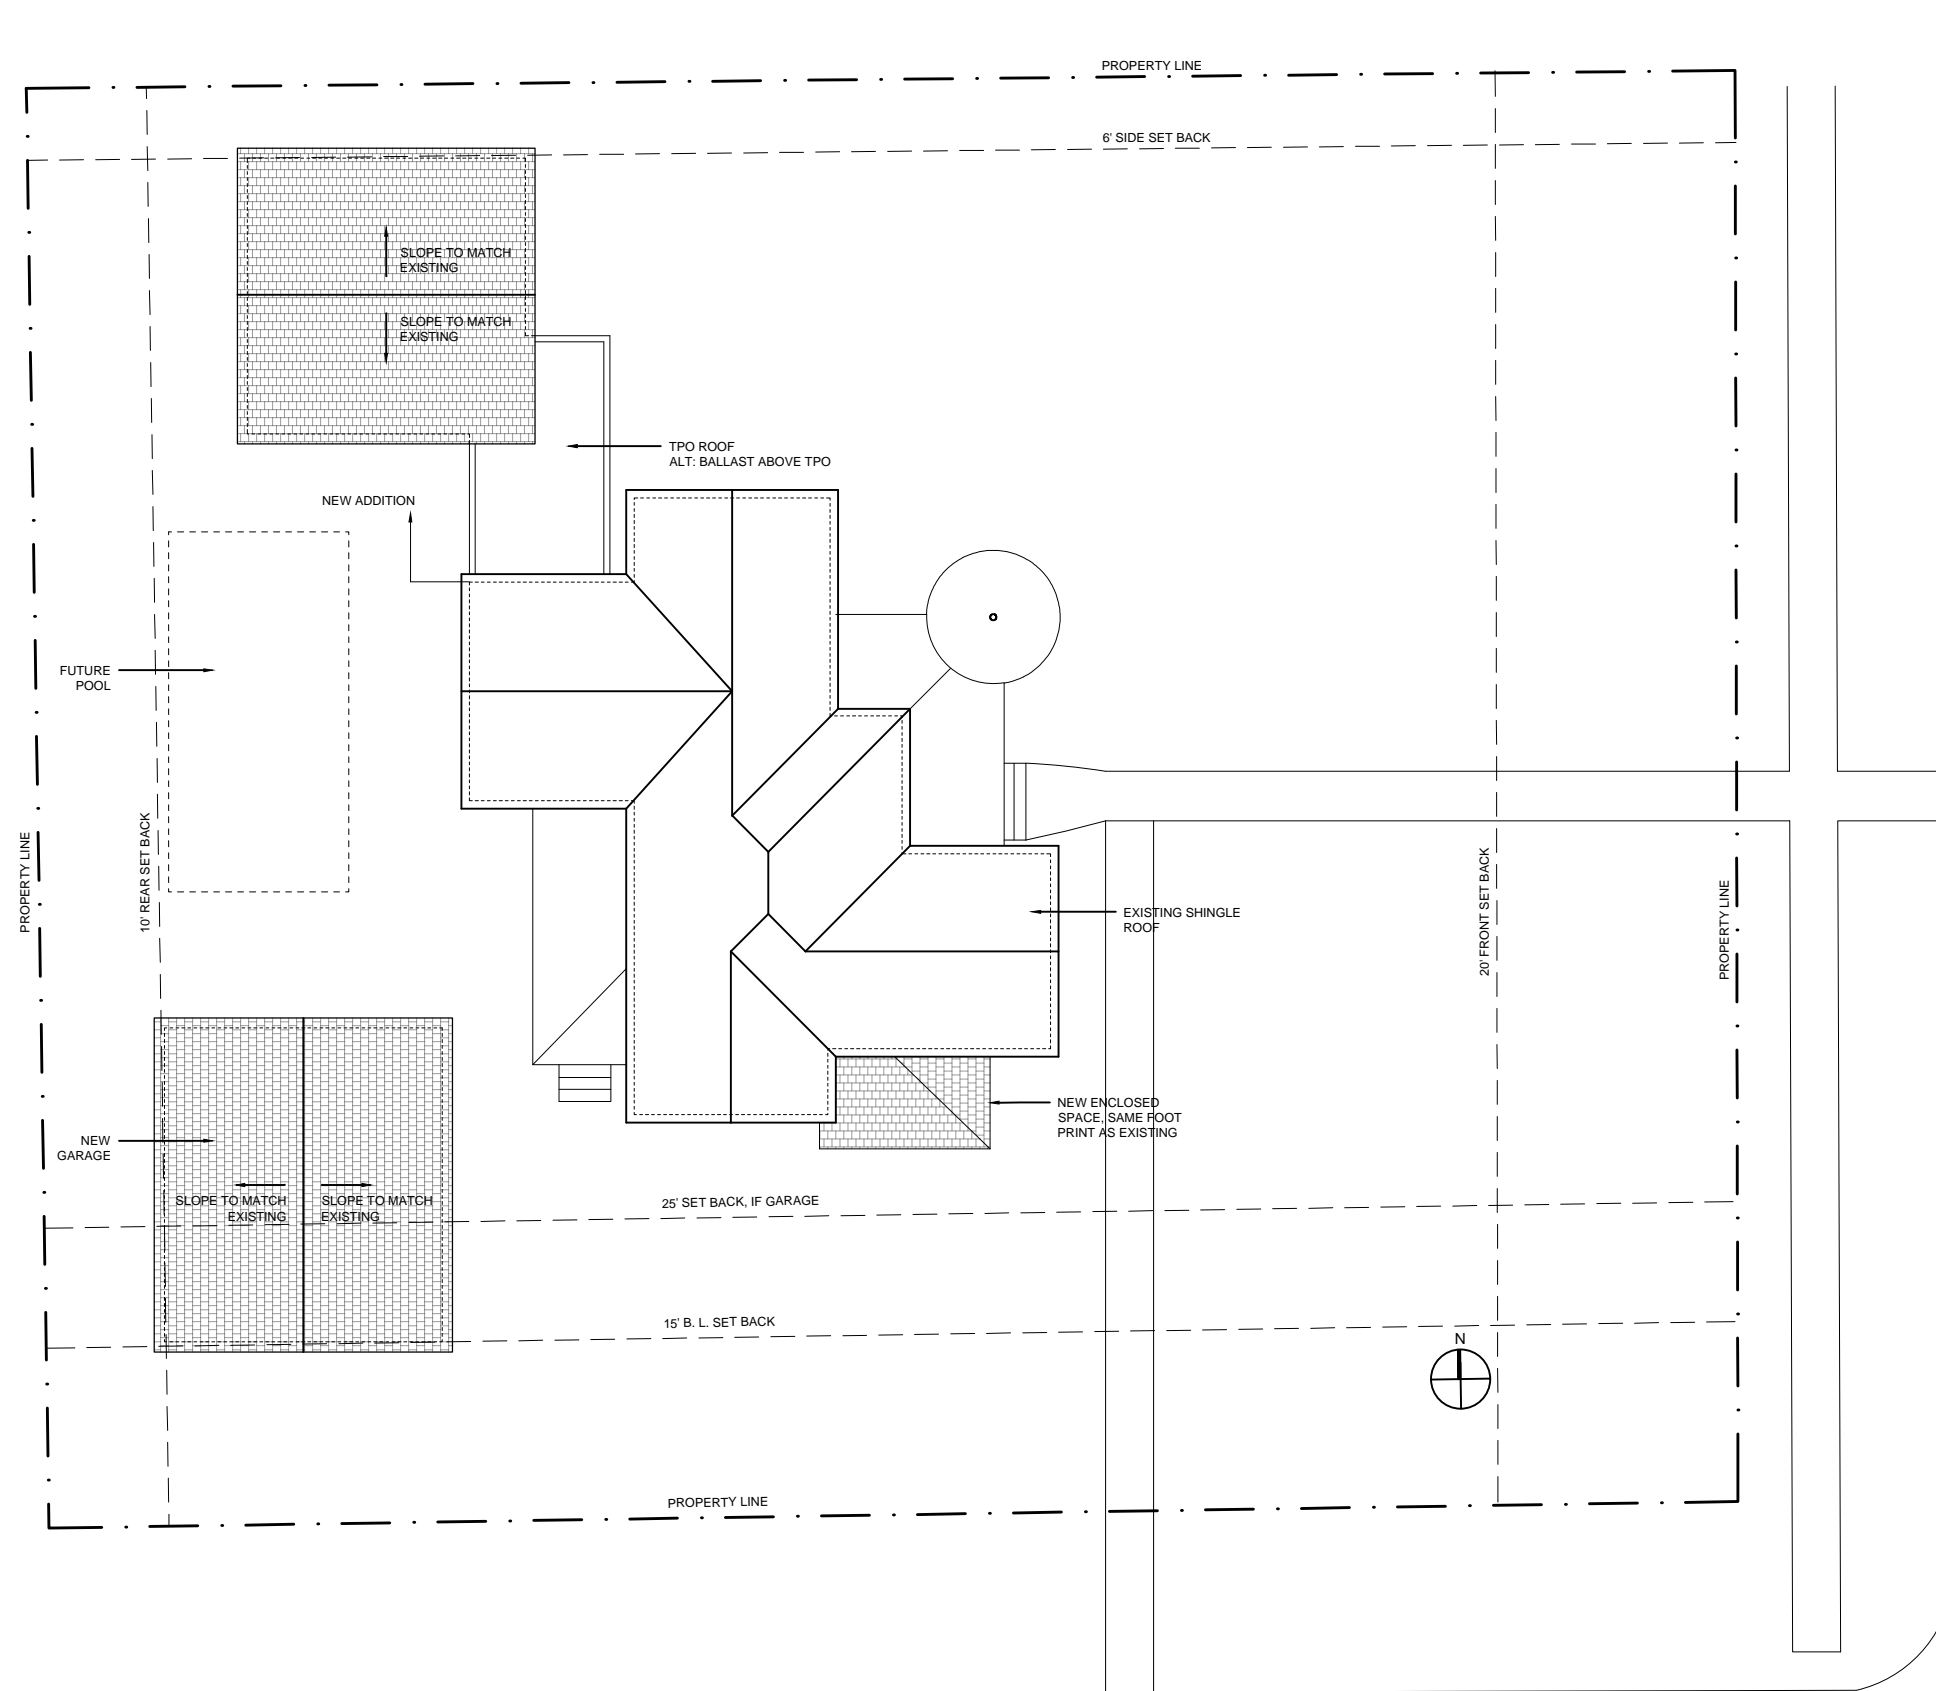 PROPERTY LINE
6' SIDE SET BACK
SLOPE TO MATCH
EXISTING
SLOPE TO MATCH
EXISTING
TPO ROOF
ALT: BALLAST ABOVE TPO
NEW ADDITION
FUTURE
POOL
PROPERTY LINE
10' REAR SET BACK
20' FRONT SET BACK
PROPERTY LINE
EXISTING SHINGLE
ROOF
NEW ENCLOSED
SPACE, SAME FOOT
PRINT AS EXISTING
NEW
GARAGE
SLOPE TO MATCH
EXISTING
SLOPE TO MATCH
EXISTING
25' SET BACK, IF GARAGE
15' B. L. SET BACK
N
PROPERTY LINE